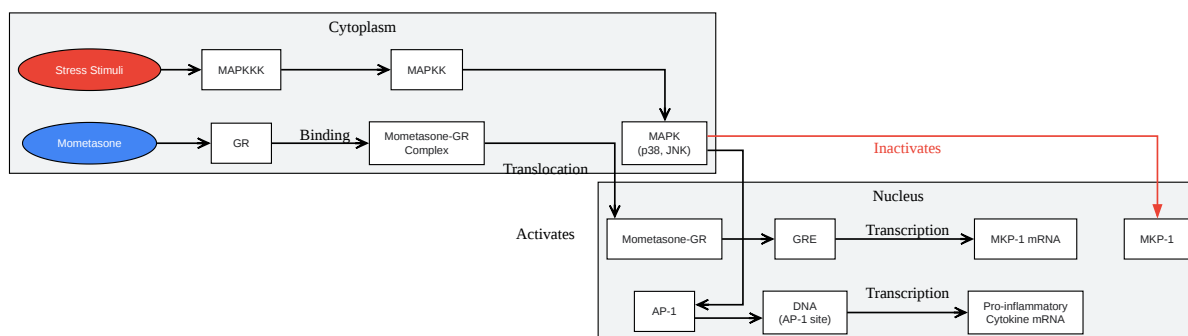 Cytoplasm
Stress Stimuli
MAPKKK
MAPKK
Mometasone
GR
Binding
Mometasone-GR
Complex
MAPK
(p38, JNK)
Inactivates
Translocation
Nucleus
Activates
Mometasone-GR
GRE
Transcription
MKP-1 mRNA
MKP-1
AP-1
DNA
(AP-1 site)
Transcription
Pro-inflammatory
Cytokine mRNA